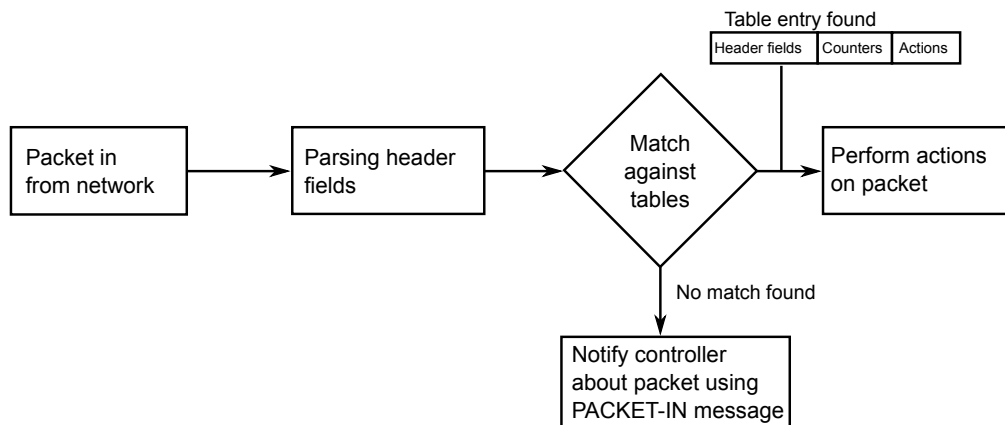 Table entry found
Header fields Counters Actions
Packet in
from network
Parsing header
fields
Match
against
tables
Perform actions
on packet
No match found
Notify controller
about packet using
PACKET-IN message